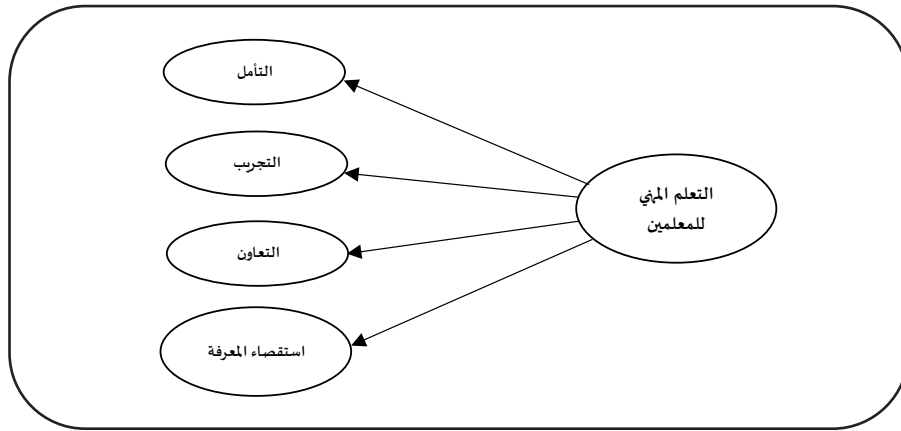 التعلم المهني
للمعلمين
التأمل
التجريب
التعاون
استقصاء المعرفة